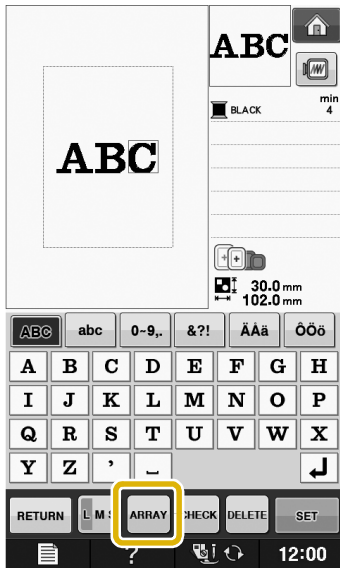 ABC
ABC
BLACK
min
4
30.0 mm
102.0 mm
ABC abc 0~9,. &?! ÄÅä ÔÖö
A B C D E F G H
I J K L M N O P
Q R S T U V W X
Y Z ’ ⎵ ↵
RETURN L M S ARRAY CHECK DELETE SET
? 12:00